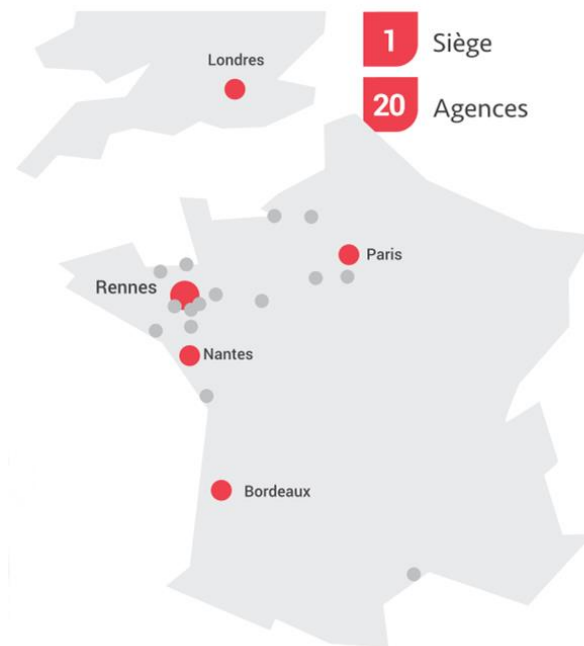 1 Siège
Londres
20 Agences
Paris
Rennes
Nantes
Bordeaux